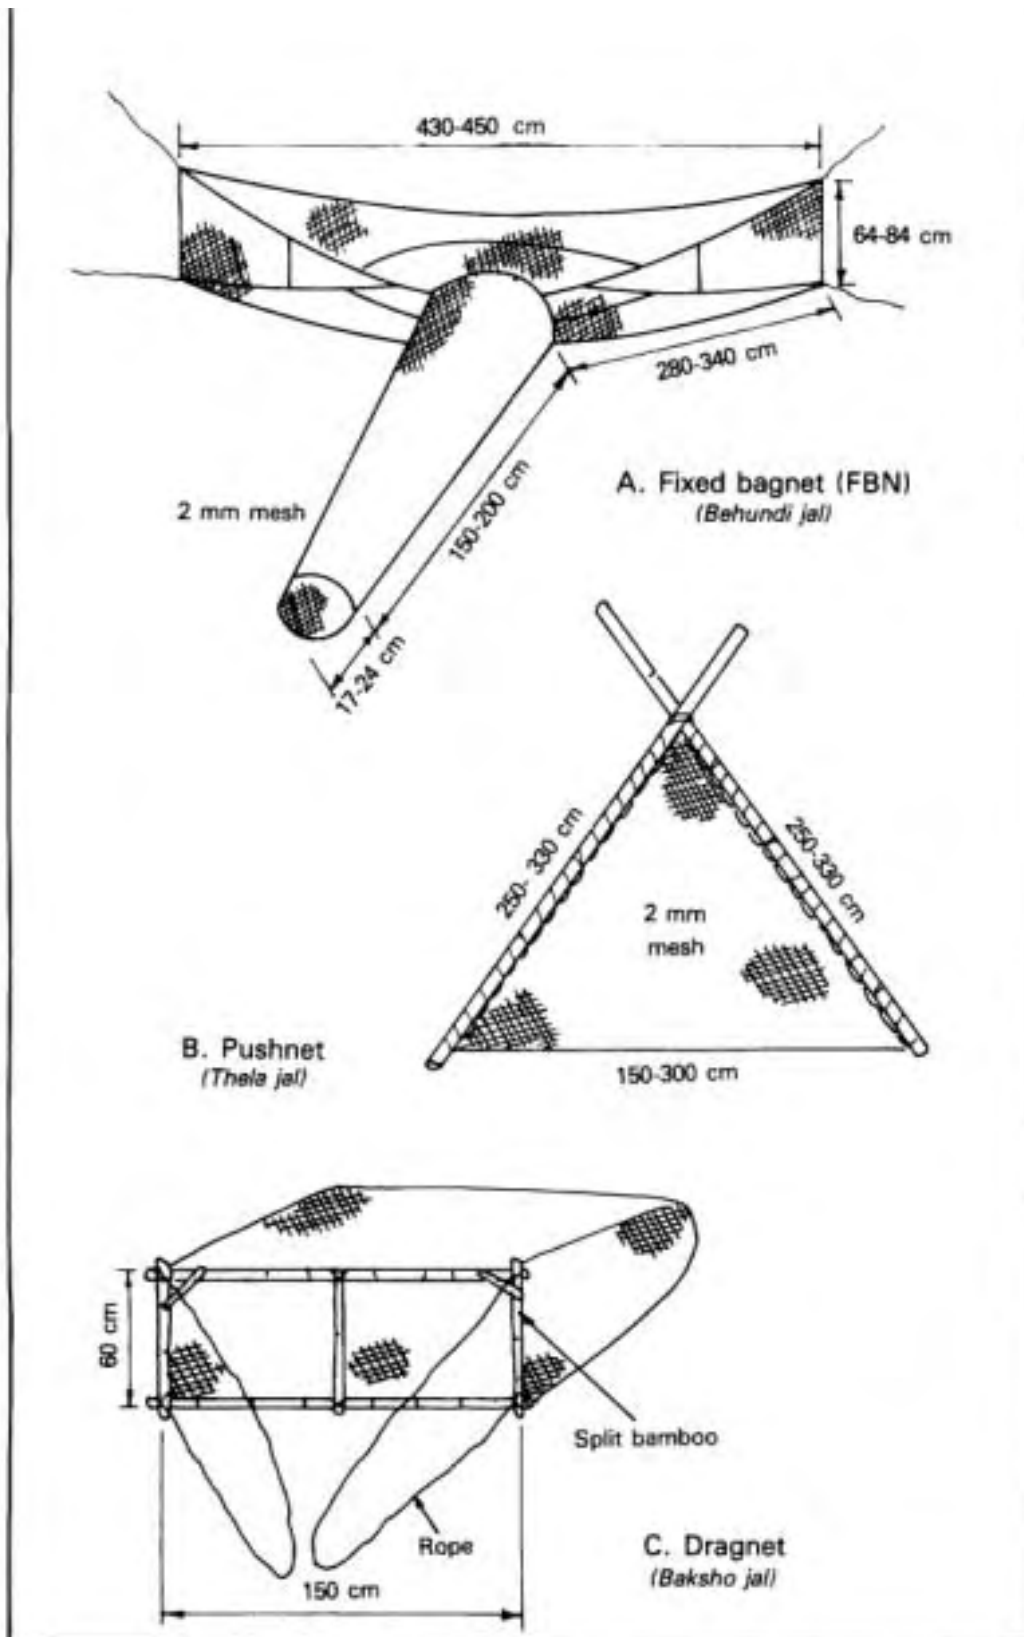 430-450 cm
64-84 cm
280-340 cm
A. Fixed bagnet (FBN)
(Behundi jal)
2 mm mesh
150-200 cm
17-24 cm
250-330 cm
250-330 cm
2 mm
mesh
B. Pushnet
(Thela jal)
150-300 cm
60 cm
Split bamboo
Rope
C. Dragnet
(Baksho jal)
150 cm